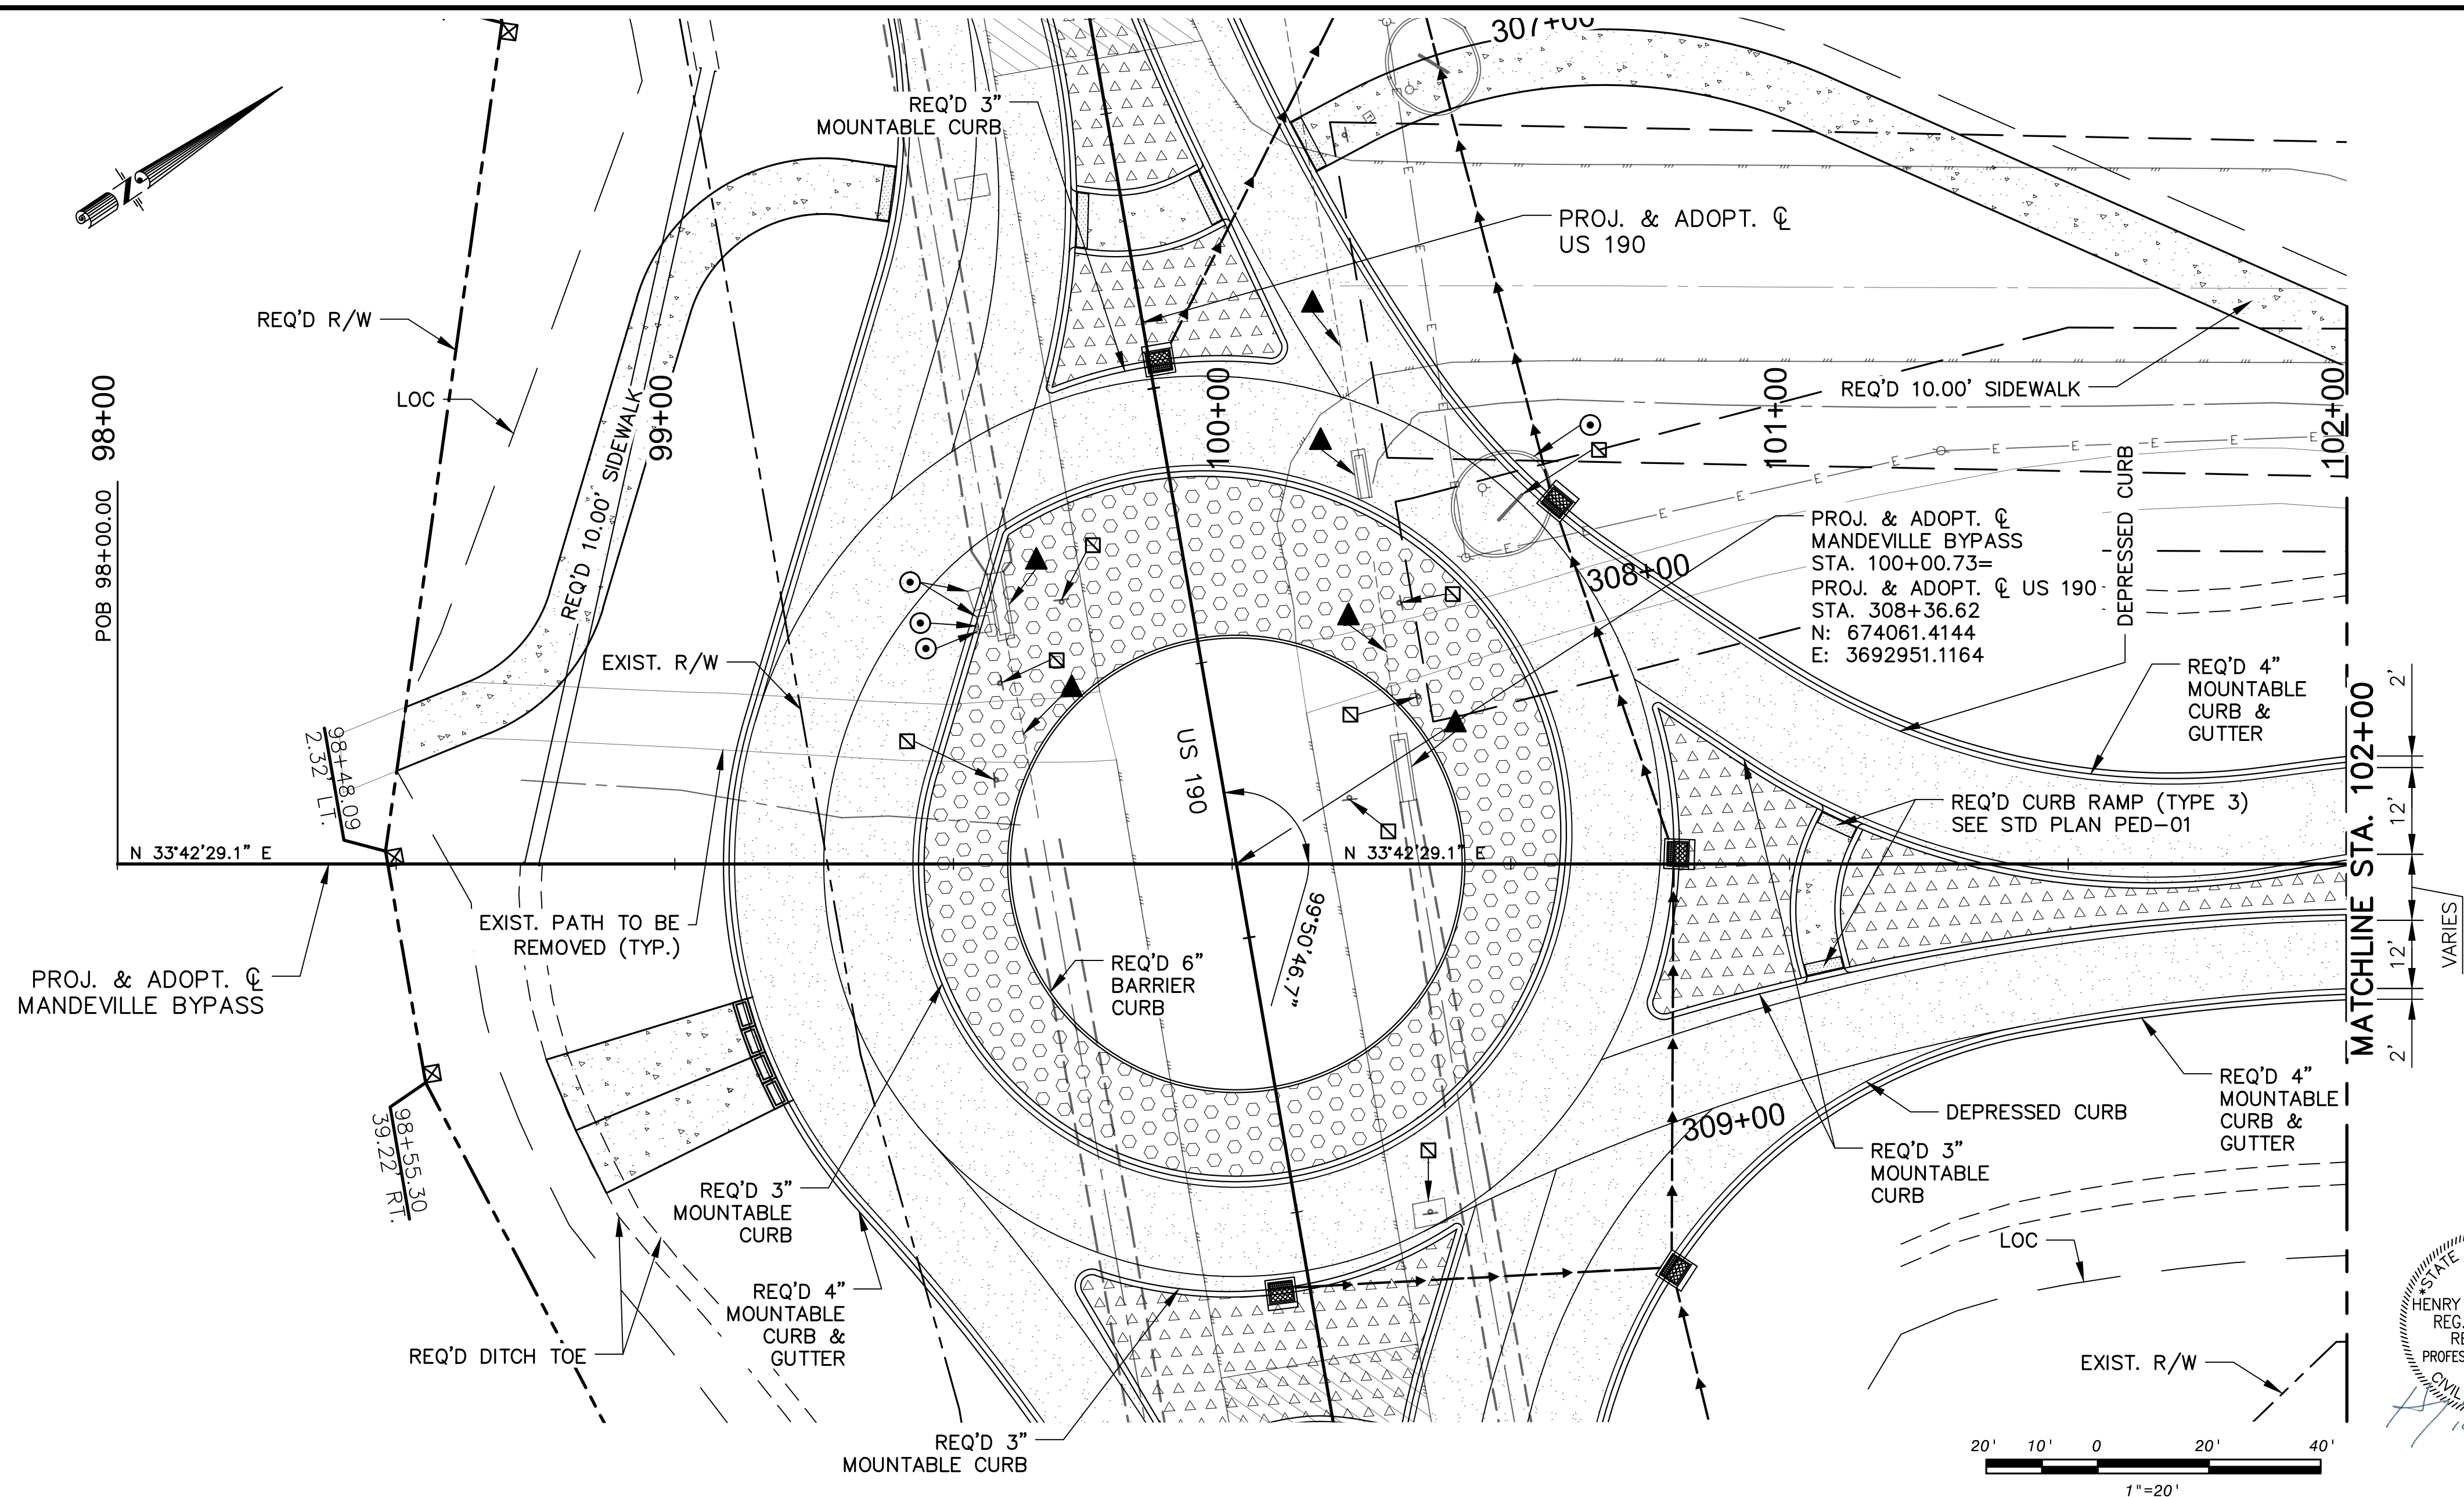 307+00
REQ'D 3"
MOUNTABLE CURB
PROJ. & ADOPT. ℄
US 190
REQ'D R/W
LOC
98+00
99+00
100+00
101+00
102+00
REQ'D 10.00' SIDEWALK
REQ'D 10.00' SIDEWALK
POB 98+00.00
DEPRESSED CURB
PROJ. & ADOPT. ℄
MANDEVILLE BYPASS
STA. 100+00.73=
PROJ. & ADOPT. ℄ US 190
STA. 308+36.62
N: 674061.4144
E: 3692951.1164
308+00
EXIST. R/W
REQ'D 4"
MOUNTABLE
CURB &
GUTTER
2'
12'
VARIES
12'
2'
MATCHLINE STA. 102+00
98+48.09
2.32' LT.
US 190
REQ'D CURB RAMP (TYPE 3)
SEE STD PLAN PED-01
N 33°42'29.1" E
N 33°42'29.1" E
99°50'46.7"
EXIST. PATH TO BE
REMOVED (TYP.)
PROJ. & ADOPT. ℄
MANDEVILLE BYPASS
REQ'D 6"
BARRIER
CURB
98+55.30
39.22' RT.
309+00
DEPRESSED CURB
REQ'D 4"
MOUNTABLE
CURB &
GUTTER
REQ'D 3"
MOUNTABLE
CURB
REQ'D 3"
MOUNTABLE
CURB
REQ'D 4"
MOUNTABLE
CURB &
GUTTER
REQ'D DITCH TOE
LOC
EXIST. R/W
REQ'D 3"
MOUNTABLE CURB
E
E
E
E
E
E
E
E
E
E
E
E
E
STATE
HENRY
REG.
RE
PROFES
CIVIL
20' 10' 0 20' 40'
1"=20'